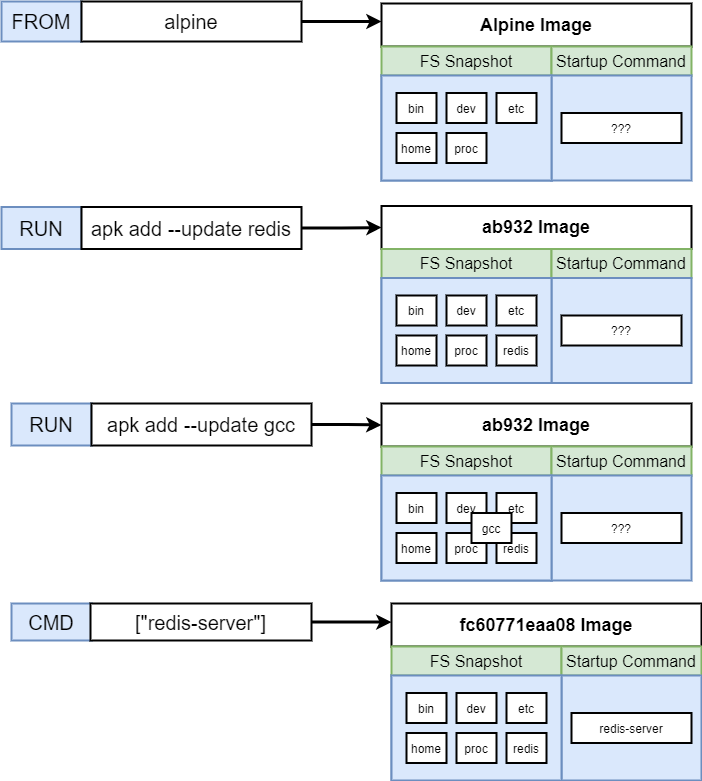 FROM alpine
Alpine Image
FS Snapshot Startup Command
bin dev etc
???
home proc
RUN apk add --update redis
ab932 Image
FS Snapshot Startup Command
bin dev etc
???
home proc redis
RUN apk add --update gcc
ab932 Image
FS Snapshot Startup Command
bin dev etc
gcc
???
home proc redis
CMD ["redis-server"]
fc60771eaa08 Image
FS Snapshot Startup Command
bin dev etc
redis-server
home proc redis